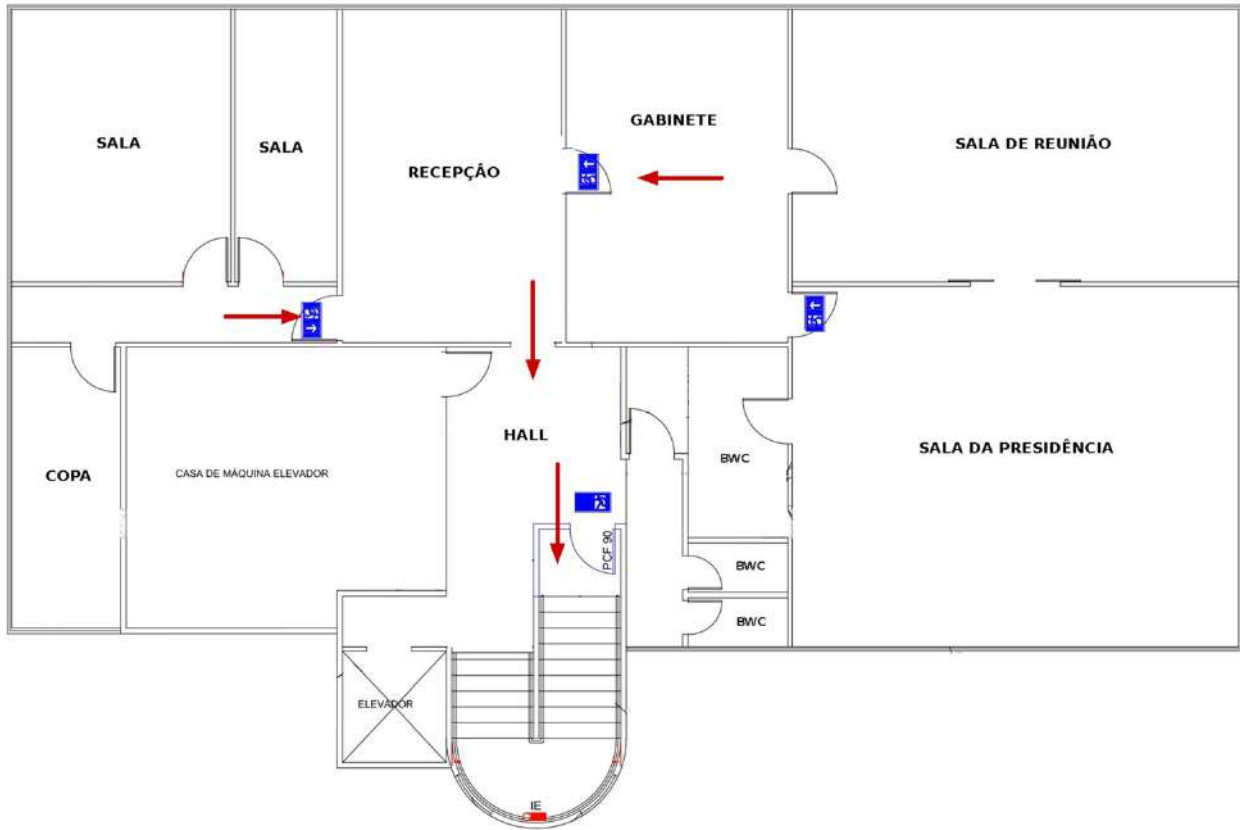 SALA
SALA
RECEPÇÃO
GABINETE
SALA DE REUNIÃO
COPA
CASA DE MÁQUINA ELEVADOR
HALL
BWC
SALA DA PRESIDÊNCIA
PCF 90
BWC
BWC
ELEVADOR
IE